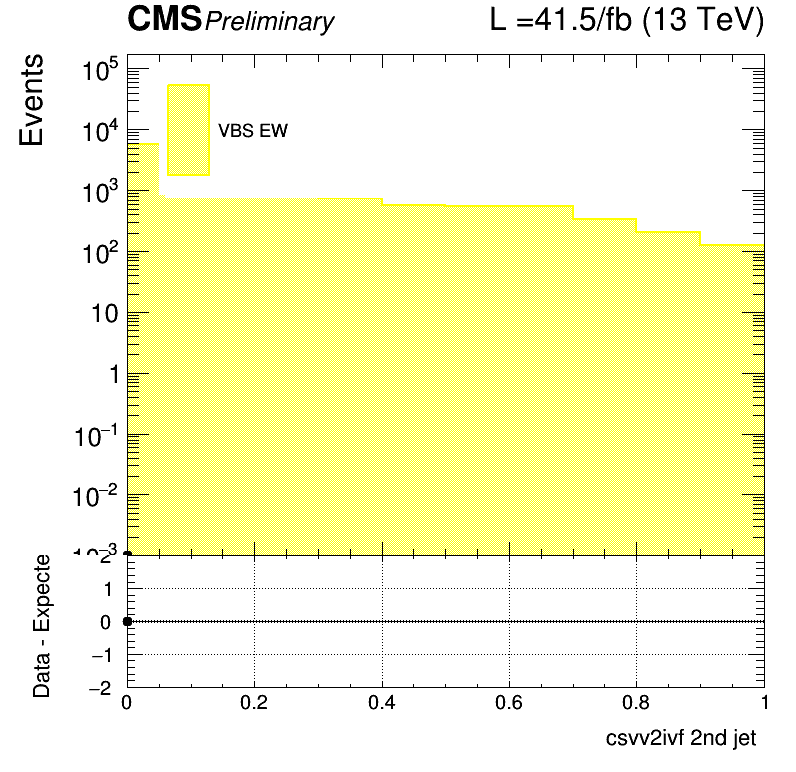 CMS Preliminary L =41.5/fb (13 TeV)
Events
10⁵
10⁴
VBS EW
10³
10²
10
1
10⁻¹
10⁻²
10⁻³
Data - Expecte
2
1
0
−1
−2
0 0.2 0.4 0.6 0.8 1
csvv2ivf 2nd jet